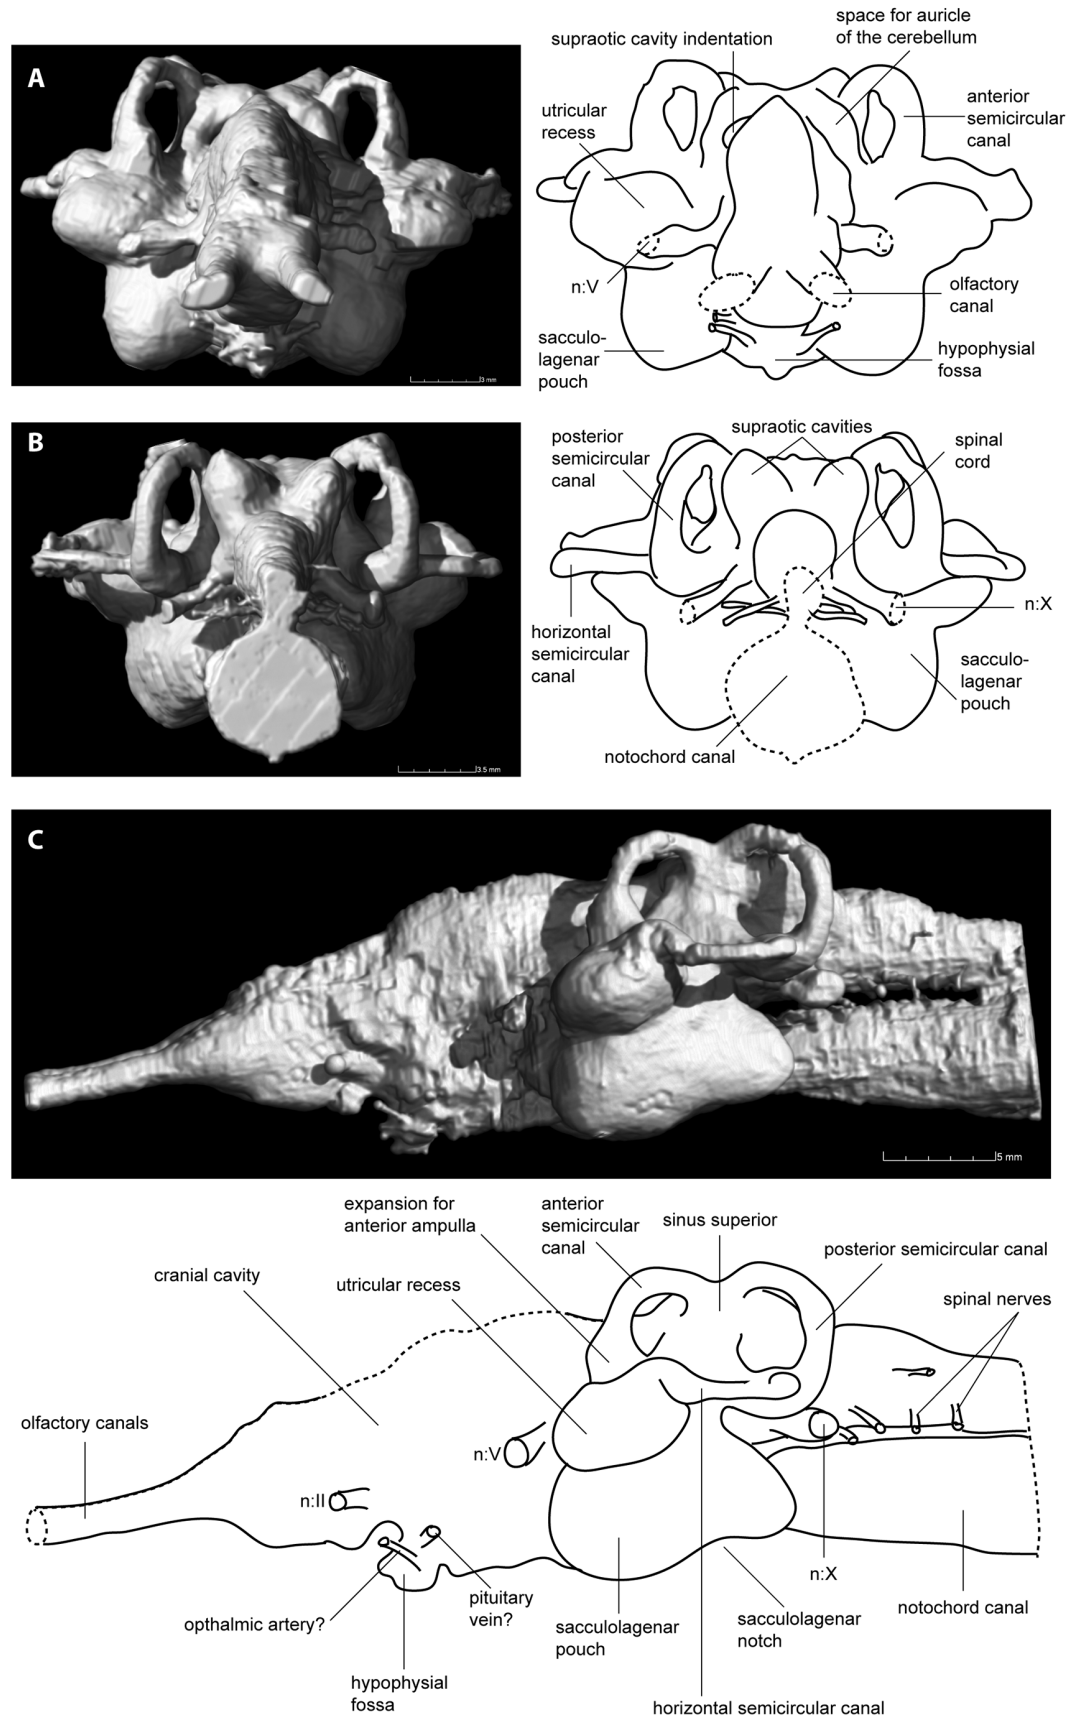 A
3 mm
supraotic cavity indentation
space for auricle
of the cerebellum
utricular
recess
anterior
semicircular
canal
n:V
olfactory
canal
sacculo-
lagenar
pouch
hypophysial
fossa
B
3.5 mm
posterior
semicircular
canal
supraotic cavities
spinal
cord
n:X
horizontal
semicircular
canal
sacculo-
lagenar
pouch
notochord canal
C
5 mm
expansion for
anterior ampulla
anterior
semicircular
canal
sinus superior
posterior semicircular canal
cranial cavity
utricular recess
spinal nerves
olfactory canals
n:V
n:II
n:X
opthalmic artery?
pituitary
vein?
sacculolagenar
pouch
sacculolagenar
notch
notochord canal
hypophysial
fossa
horizontal semicircular canal